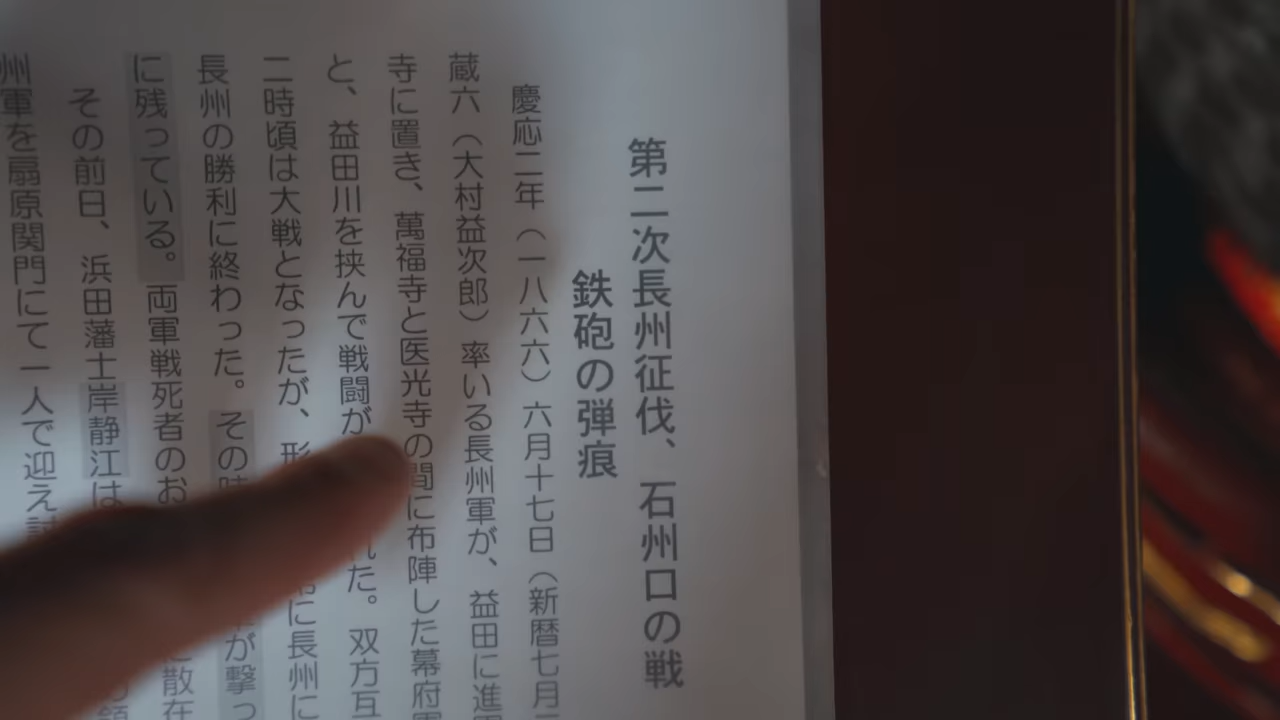 第二次長州征伐、石州口の戦
鉄砲の弾痕
慶応二年（一八六六）六月十七日（新暦七月
蔵六（大村益次郎）率いる長州軍が、益田に進
寺に置き、萬福寺と医光寺の間に布陣した幕府
と、益田川を挟んで戦闘が れた。双方互
二時頃は大戦となったが、形 に長州に
長州の勝利に終わった。その時 が撃っ
に残っている。両軍戦死者のお 散在
その前日、浜田藩士岸静江は
州軍を扇原関門にて一人で迎え討